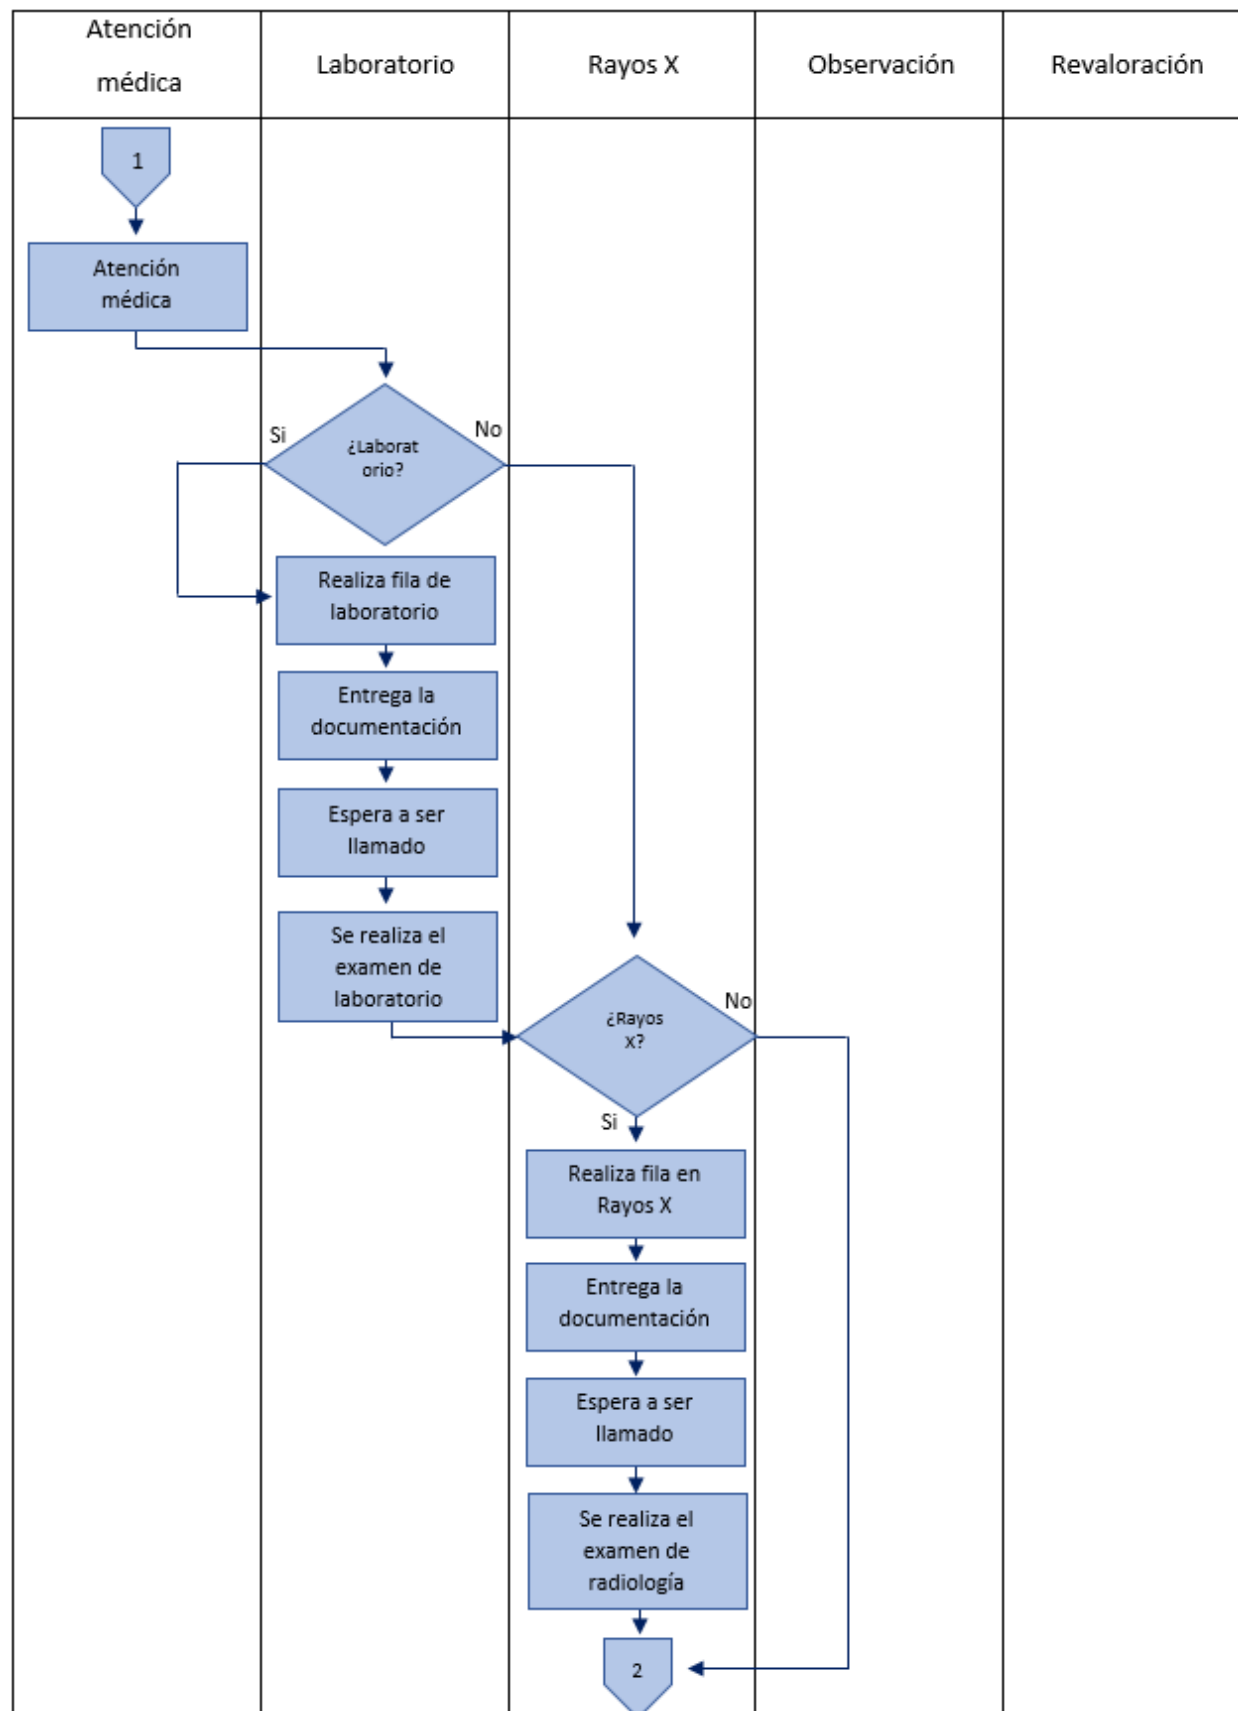 Atención
médica
Laboratorio
Rayos X
Observación
Revaloración
1
Atención
médica
¿Laborat
orio?
Si
No
Realiza fila de
laboratorio
Entrega la
documentación
Espera a ser
llamado
Se realiza el
examen de
laboratorio
¿Rayos
X?
No
Si
Realiza fila en
Rayos X
Entrega la
documentación
Espera a ser
llamado
Se realiza el
examen de
radiología
2